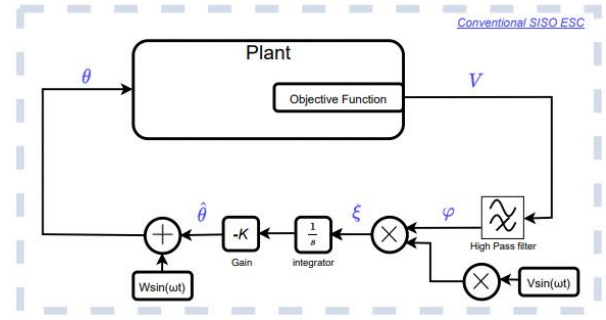 Conventional SISO ESC
Plant
θ
Objective Function
V
θ̂
-K
1/s
ξ
φ
+
×
High Pass filter
Gain
integrator
×
Wsin(ωt)
Vsin(ωt)